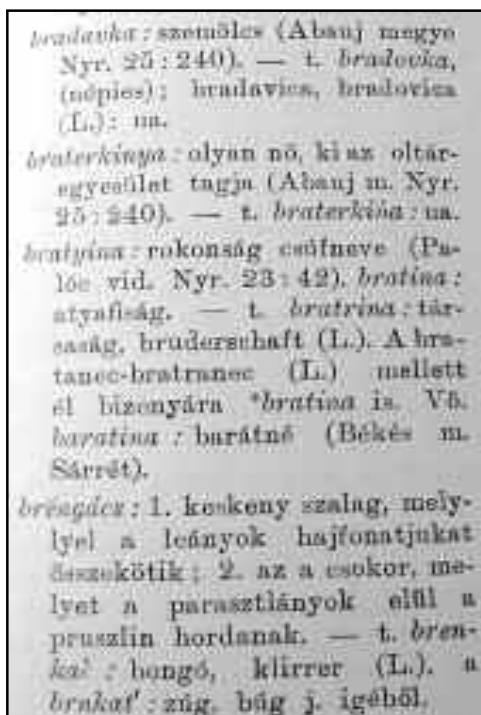 bradavka : szemölcs (Abauj megye
Nyr. 25 : 240). — t. bradovka,
(népies); bradavica, bradovica
(L.): ua.
braterkinya : olyan nő, ki az oltár-
egyesület tagja (Abauj m. Nyr.
25 : 240). — t. braterkiňa : ua.
bratyina : rokonság csúfneve (Pa-
lóc vid. Nyr. 23 : 42). bratina :
atyafiság. — t. bratrina : tár-
saság, bruderschaft (L.). A bra-
tanec-bratranec (L.) mellett
él bizonyára *bratina is. Vö.
baratina : barátné (Békés m.
Sárrét).
bréngács : 1. keskeny szalag, mely-
lyel a leányok hajfonatjukat
összekötik; 2. az a csokor, me-
lyet a parasztlányok elül a
pruszlin hordanak. — t. bren-
kač : bongó, klirrer (L.). a
brnkat' : zúg, búg j. igéből.